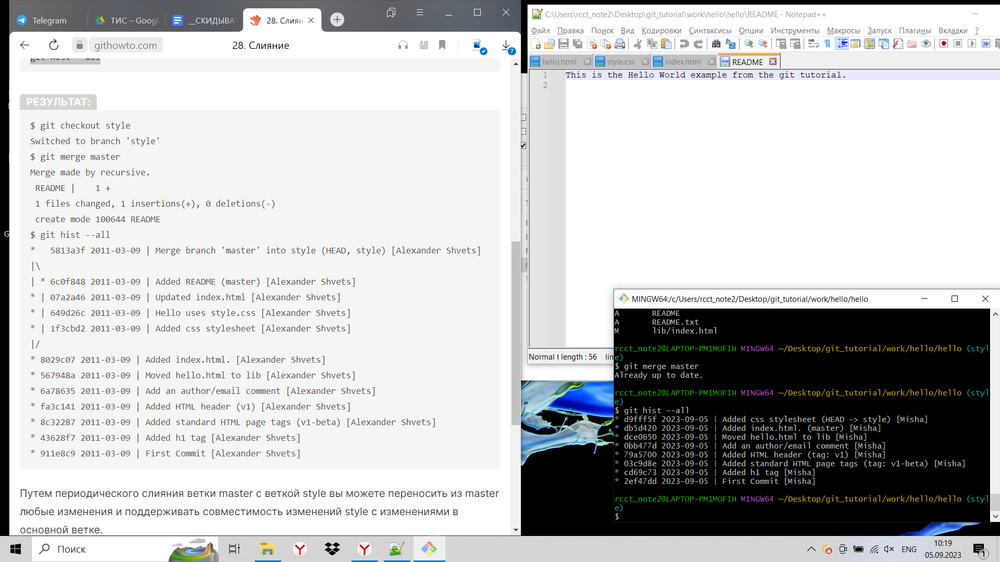 Telegram
ТИС – Googl
__СКИДЫВАТ
28. Слиян
githowto.com
28. Слияние
7
git hist --all
РЕЗУЛЬТАТ:
$ git checkout style
Switched to branch 'style'
$ git merge master
Merge made by recursive.
README |    1 +
1 files changed, 1 insertions(+), 0 deletions(-)
create mode 100644 README
$ git hist --all
*   5813a3f 2011-03-09 | Merge branch 'master' into style (HEAD, style) [Alexander Shvets]
|\
| * 6c0f848 2011-03-09 | Added README (master) [Alexander Shvets]
* | 07a2a46 2011-03-09 | Updated index.html [Alexander Shvets]
* | 649d26c 2011-03-09 | Hello uses style.css [Alexander Shvets]
* | 1f3cbd2 2011-03-09 | Added css stylesheet [Alexander Shvets]
|/
* 8029c07 2011-03-09 | Added index.html. [Alexander Shvets]
* 567948a 2011-03-09 | Moved hello.html to lib [Alexander Shvets]
* 6a78635 2011-03-09 | Add an author/email comment [Alexander Shvets]
* fa3c141 2011-03-09 | Added HTML header (v1) [Alexander Shvets]
* 8c32287 2011-03-09 | Added standard HTML page tags (v1-beta) [Alexander Shvets]
* 43628f7 2011-03-09 | Added h1 tag [Alexander Shvets]
* 911e8c9 2011-03-09 | First Commit [Alexander Shvets]
Путем периодического слияния ветки master с веткой style вы можете переносить из master
любые изменения и поддерживать совместимость изменений style с изменениями в
основной ветке.
C:\Users\rcct_note2\Desktop\git_tutorial\work\hello\hello\README - Notepad++
Файл Правка Поиск Вид Кодировки Синтаксисы Опции Инструменты Макросы Запуск Плагины Вкладки ?
hello.html style.css index.html README
1 This is the Hello World example from the git tutorial.
2
Normal t length : 56 lin
MINGW64:/c/Users/rcct_note2/Desktop/git_tutorial/work/hello/hello
A       README
A       README.txt
M       lib/index.html
rcct_note2@LAPTOP-PM1MOFIH MINGW64 ~/Desktop/git_tutorial/work/hello/hello (styl
e)
$ git merge master
Already up to date.
rcct_note2@LAPTOP-PM1MOFIH MINGW64 ~/Desktop/git_tutorial/work/hello/hello (styl
e)
$ git hist --all
* d9fff5f 2023-09-05 | Added css stylesheet (HEAD -> style) [Misha]
* db5d420 2023-09-05 | Added index.html. (master) [Misha]
* dce0650 2023-09-05 | Moved hello.html to lib [Misha]
* 0bb477d 2023-09-05 | Add an author/email comment [Misha]
* 79a5700 2023-09-05 | Added HTML header (tag: v1) [Misha]
* 03c9d8e 2023-09-05 | Added standard HTML page tags (tag: v1-beta) [Misha]
* cd69c73 2023-09-05 | Added h1 tag [Misha]
* 2ef47dd 2023-09-05 | First Commit [Misha]
rcct_note2@LAPTOP-PM1MOFIH MINGW64 ~/Desktop/git_tutorial/work/hello/hello (styl
e)
$
Поиск
ENG
10:19
05.09.2023
1